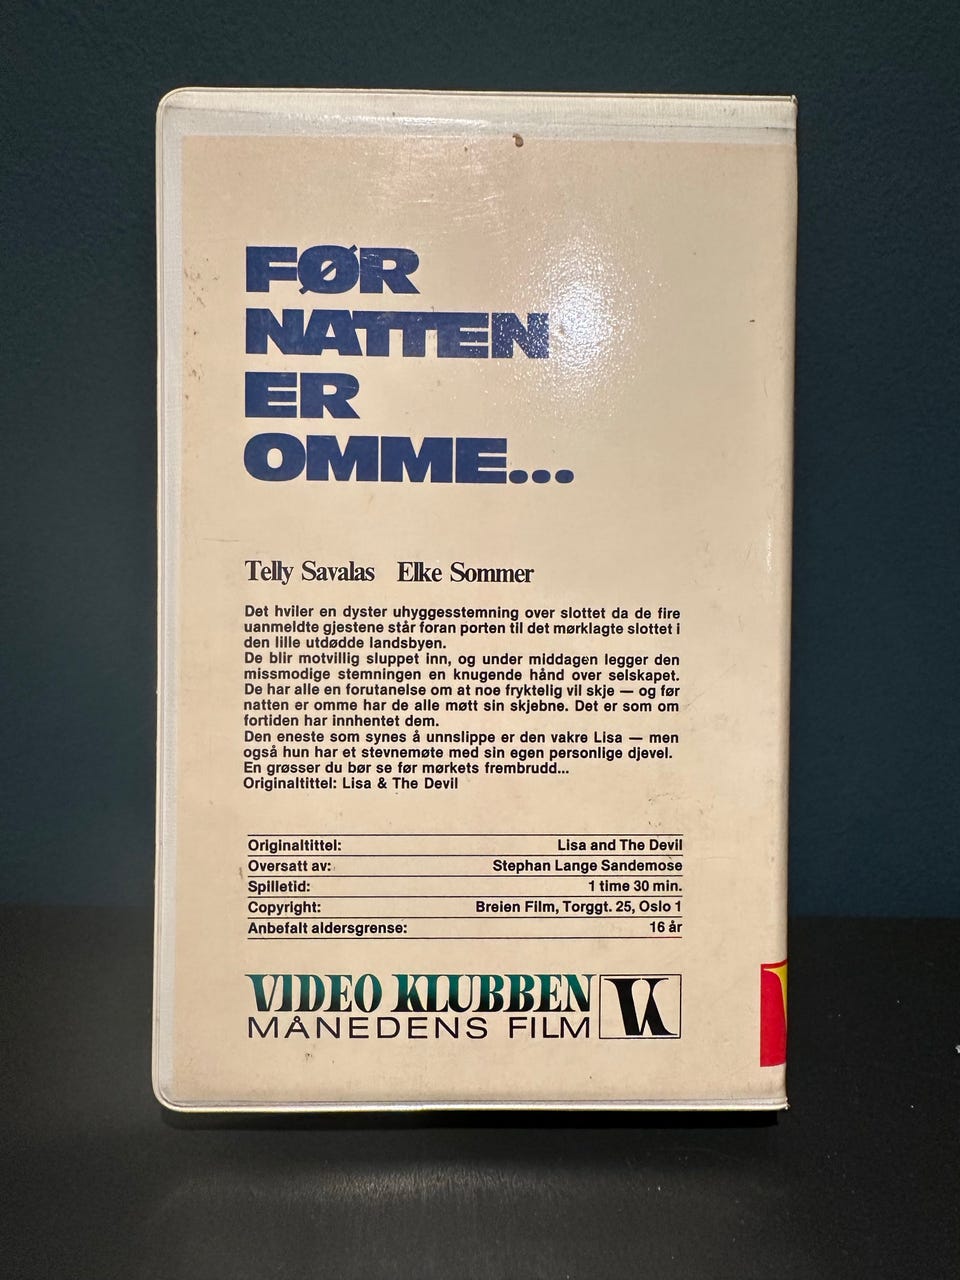 FØR
NATTEN
ER
OMME...
Telly Savalas Elke Sommer
Det hviler en dyster uhyggesstemning over slottet da de fire
uanmeldte gjestene står foran porten til det mørklagte slottet i
den lille utdødde landsbyen.
De blir motvillig sluppet inn, og under middagen legger den
missmodige stemningen en knugende hånd over selskapet.
De har alle en forutanelse om at noe fryktelig vil skje — og før
natten er omme har de alle møtt sin skjebne. Det er som om
fortiden har innhentet dem.
Den eneste som synes å unnslippe er den vakre Lisa — men
også hun har et stevnemøte med sin egen personlige djevel.
En grøsser du bør se før mørkets frembrudd...
Originaltittel: Lisa & The Devil
Originaltittel: Lisa and The Devil
Oversatt av: Stephan Lange Sandemose
Spilletid: 1 time 30 min.
Copyright: Breien Film, Torggt. 25, Oslo 1
Anbefalt aldersgrense: 16 år
VIDEO KLUBBEN
MÅNEDENS FILM
VK